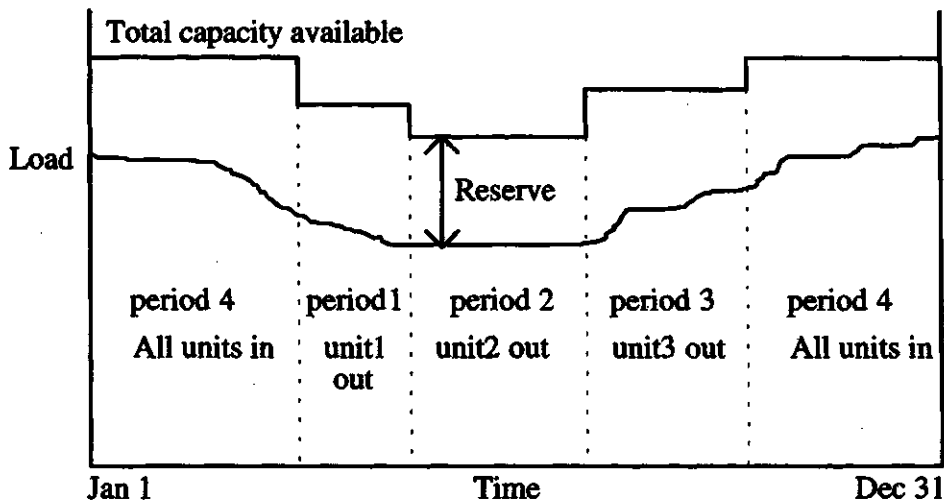 Total capacity available
Load
Reserve
period 4
period1
period 2
period 3
period 4
All units in
unit1
out
unit2 out
unit3 out
All units in
Jan 1
Time
Dec 31